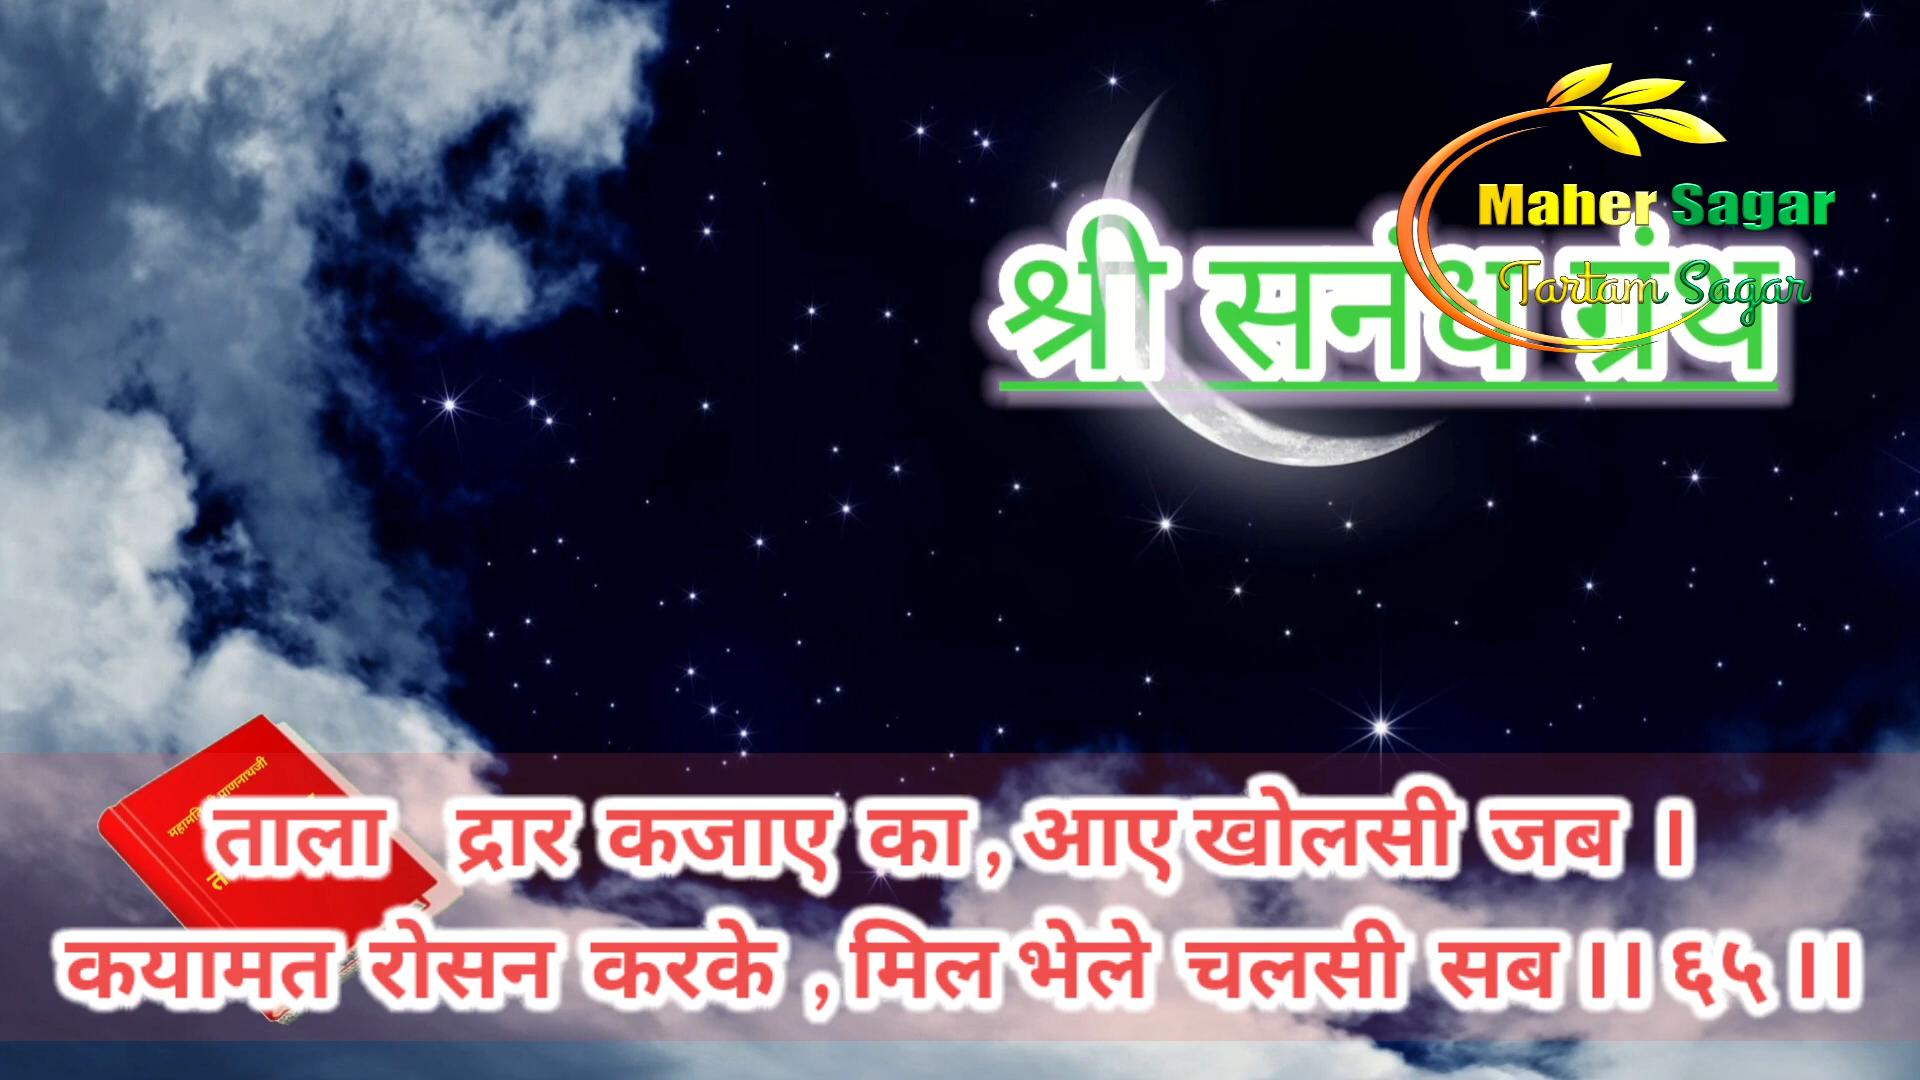 Maher Sagar
Tartam Sagar
श्री सनंध ग्रंथ
ताला द्रार कजाए का , आए खोलसी जब ।
कयामत रोसन करके , मिल भेले चलसी सब ।। ६५ ।।